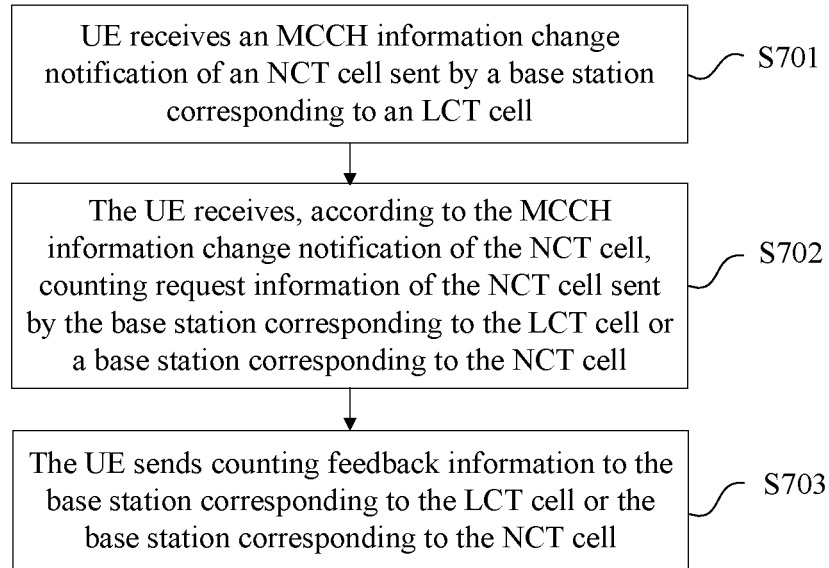 UE receives an MCCH information change
notification of an NCT cell sent by a base station
corresponding to an LCT cell
S701
The UE receives, according to the MCCH
information change notification of the NCT cell,
counting request information of the NCT cell sent
by the base station corresponding to the LCT cell or
a base station corresponding to the NCT cell
S702
The UE sends counting feedback information to the
base station corresponding to the LCT cell or the
base station corresponding to the NCT cell
S703